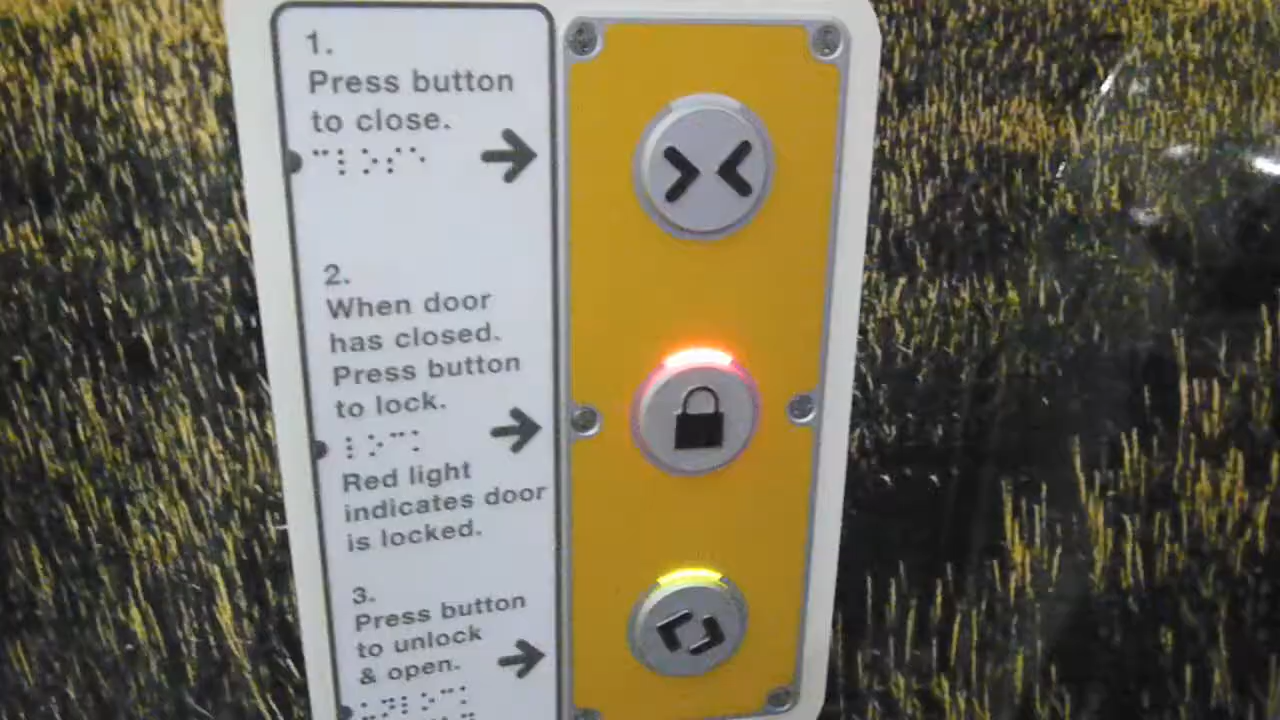 1.
Press button
to close.
2.
When door
has closed.
Press button
to lock.
Red light
indicates door
is locked.
3.
Press button
to unlock
& open.